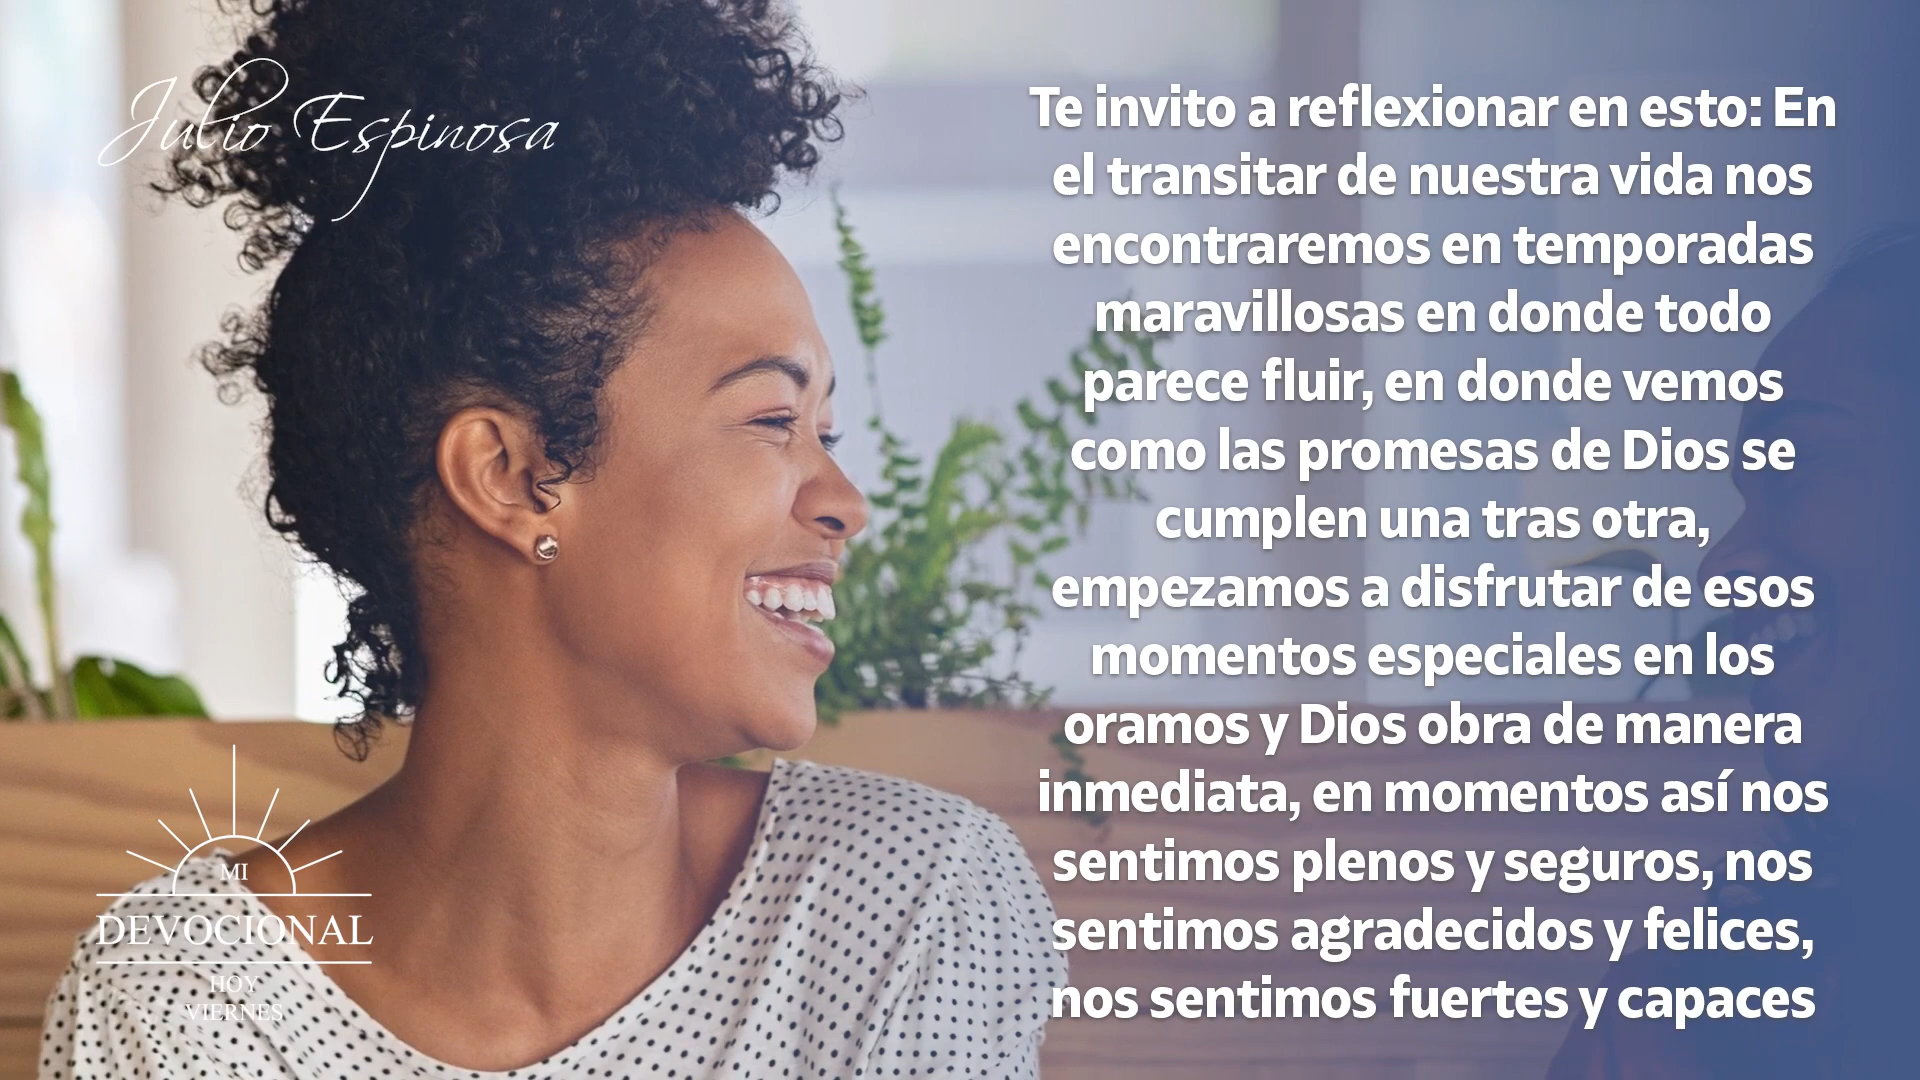 Julio Espinosa
Te invito a reflexionar en esto: En
el transitar de nuestra vida nos
encontraremos en temporadas
maravillosas en donde todo
parece fluir, en donde vemos
como las promesas de Dios se
cumplen una tras otra,
empezamos a disfrutar de esos
momentos especiales en los
oramos y Dios obra de manera
inmediata, en momentos así nos
sentimos plenos y seguros, nos
sentimos agradecidos y felices,
nos sentimos fuertes y capaces
MI
DEVOCIONAL
HOY
VIERNES